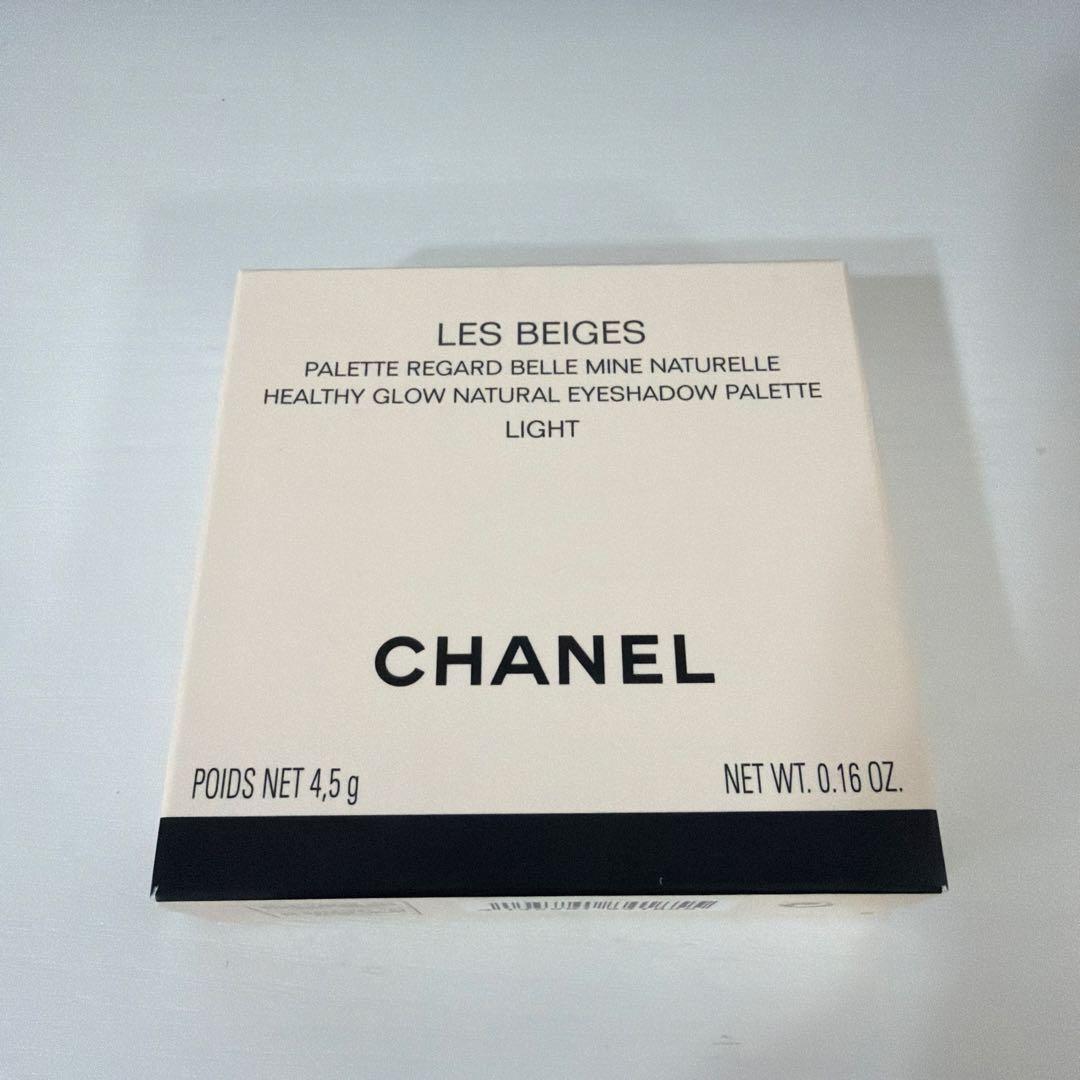 LES BEIGES
PALETTE REGARD BELLE MINE NATURELLE
HEALTHY GLOW NATURAL EYESHADOW PALETTE
LIGHT
CHANEL
POIDS NET 4,5 g
NET WT. 0.16 OZ.